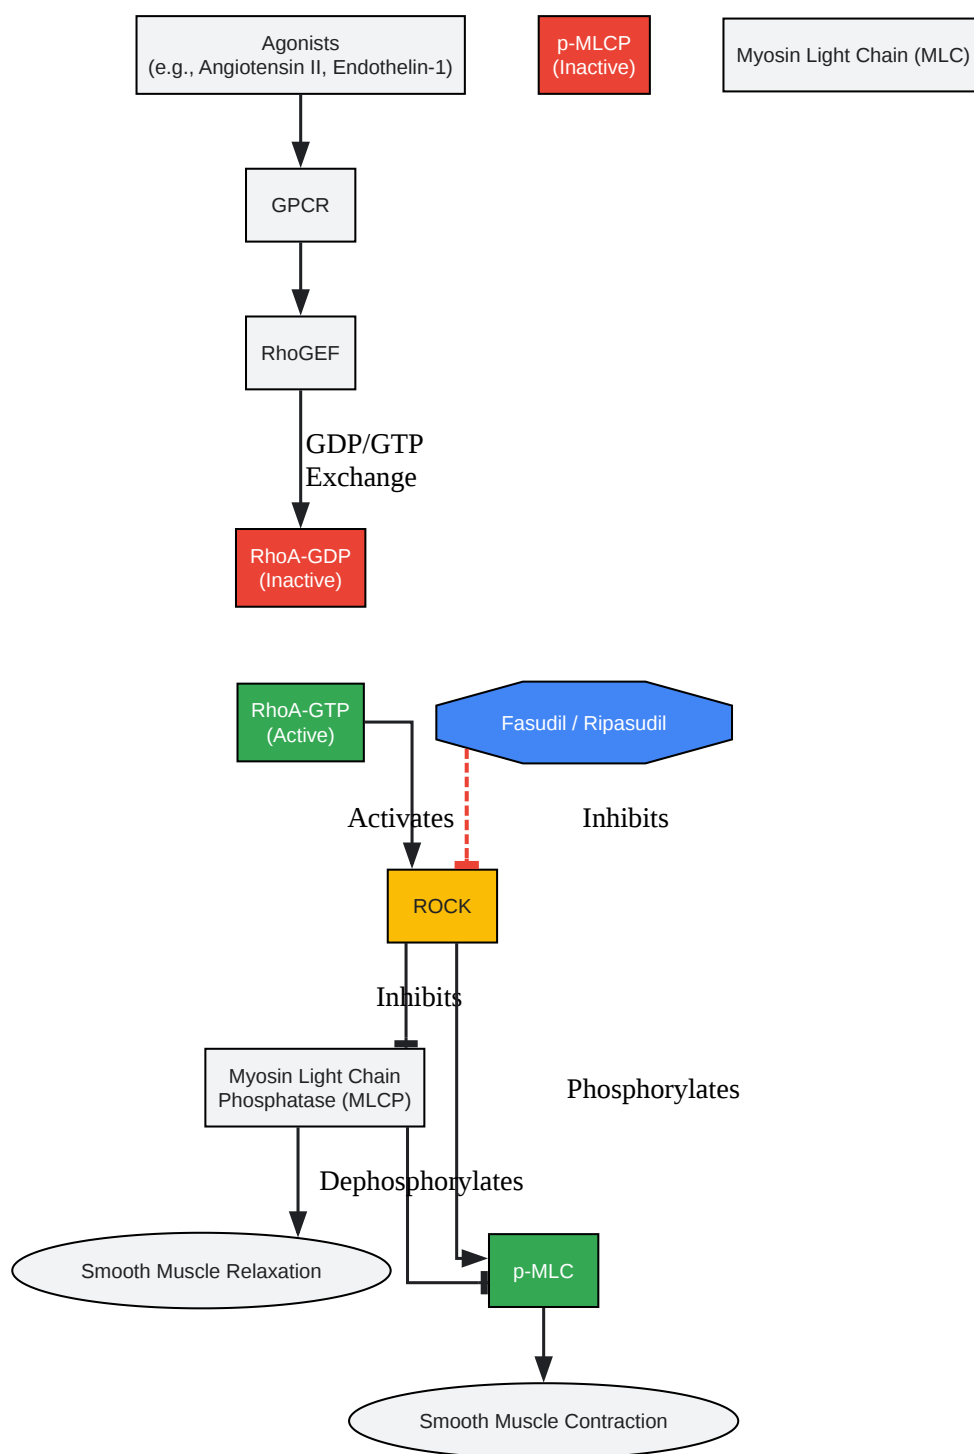 Agonists
(e.g., Angiotensin II, Endothelin-1)
p-MLCP
(Inactive)
Myosin Light Chain (MLC)
GPCR
RhoGEF
GDP/GTP
Exchange
RhoA-GDP
(Inactive)
RhoA-GTP
(Active)
Fasudil / Ripasudil
Activates
Inhibits
ROCK
Inhibits
Myosin Light Chain
Phosphatase (MLCP)
Phosphorylates
Dephosphorylates
Smooth Muscle Relaxation
p-MLC
Smooth Muscle Contraction